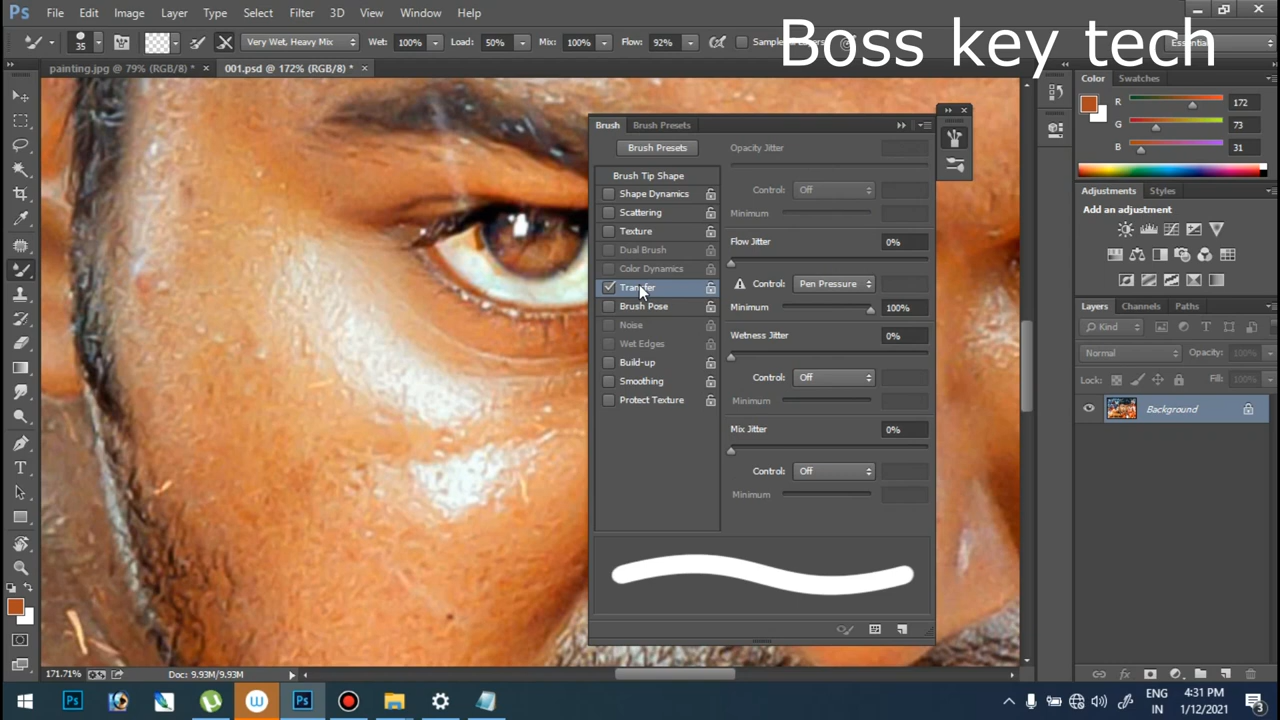 Ps File Edit Image Layer Type Select Filter 3D View Window Help
Boss key tech
35 Very Wet, Heavy Mix Wet: 100% Load: 50% Mix: 100% Flow: 92%
painting.jpg @ 79% (RGB/8) * × 001.psd @ 172% (RGB/8) * ×
Color Swatches
R 172
G 73
B 31
Adjustments Styles
Add an adjustment
Layers Channels Paths
Kind
Normal Opacity: 100%
Lock: Fill: 100%
Background
Brush Brush Presets
Brush Presets
Brush Tip Shape
Shape Dynamics
Scattering
Texture
Dual Brush
Color Dynamics
Transfer
Brush Pose
Noise
Wet Edges
Build-up
Smoothing
Protect Texture
Opacity Jitter
Control: Off
Minimum
Flow Jitter 0%
Control: Pen Pressure
Minimum 100%
Wetness Jitter 0%
Control: Off
Minimum
Mix Jitter 0%
Control: Off
Minimum
171.71% Doc: 9.93M/9.93M
ENG
IN
4:31 PM
1/12/2021
3